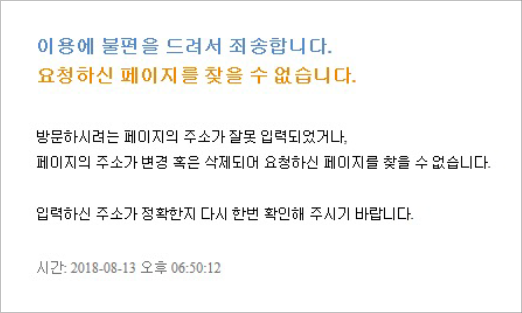 이용에 불편을 드려서 죄송합니다.
요청하신 페이지를 찾을 수 없습니다.
방문하시려는 페이지의 주소가 잘못 입력되었거나,
페이지의 주소가 변경 혹은 삭제되어 요청하신 페이지를 찾을 수 없습니다.
입력하신 주소가 정확한지 다시 한번 확인해 주시기 바랍니다.
시간: 2018-08-13 오후 06:50:12